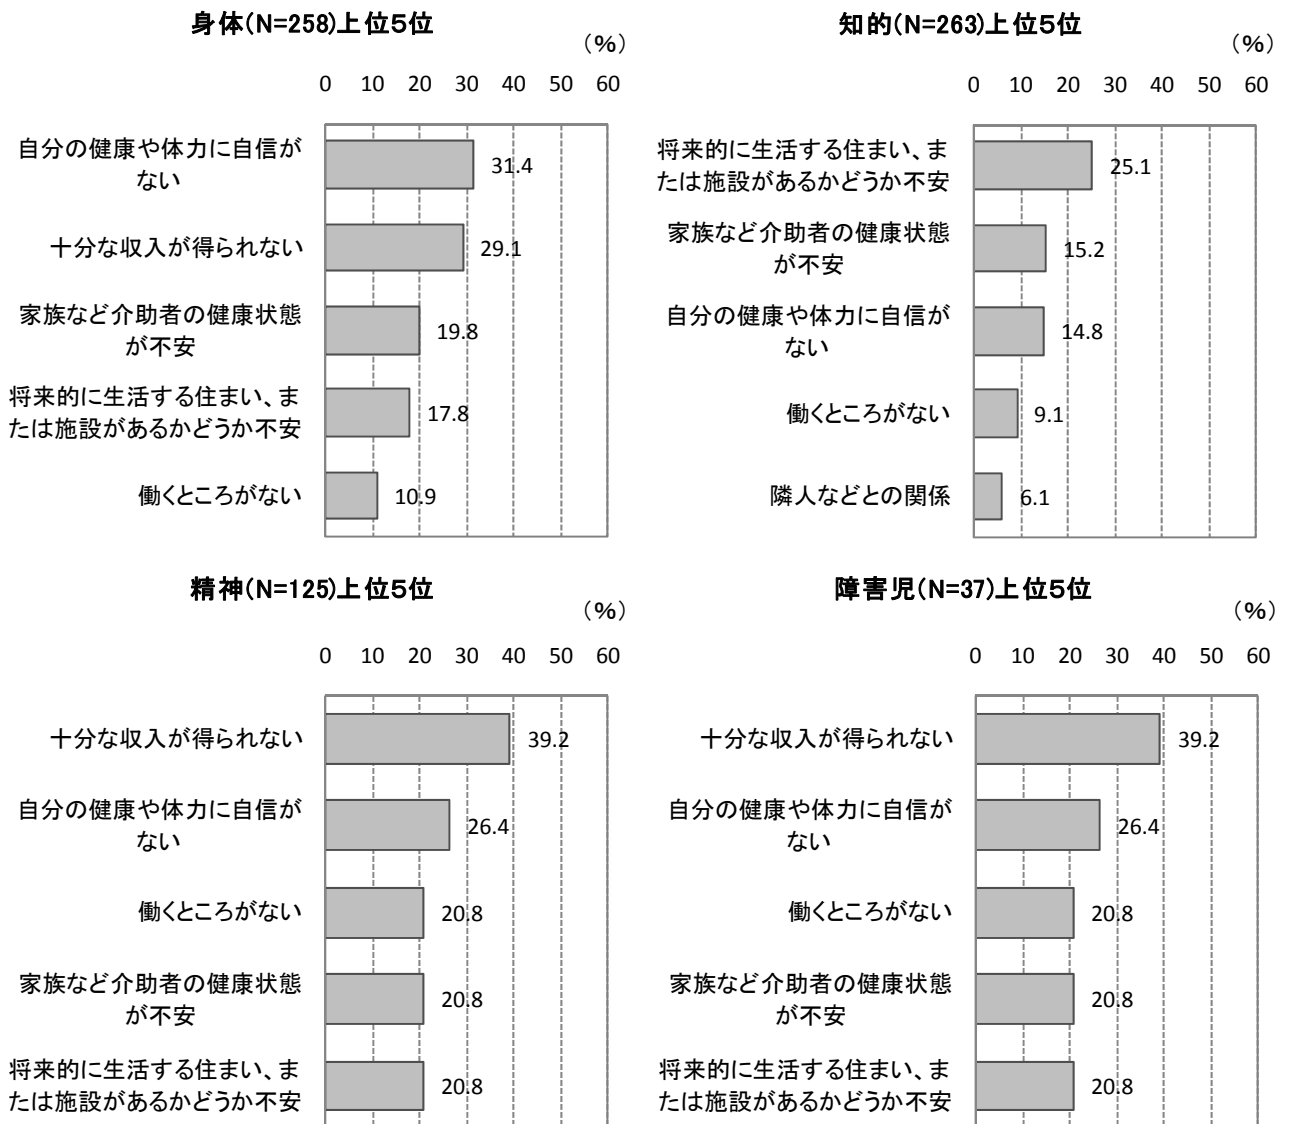 身体(N=258)上位5位
(%)
0 10 20 30 40 50 60
自分の健康や体力に自信が
ない
31.4
十分な収入が得られない
29.1
家族など介助者の健康状態
が不安
19.8
将来的に生活する住まい、ま
たは施設があるかどうか不安
17.8
働くところがない
10.9
知的(N=263)上位5位
(%)
0 10 20 30 40 50 60
将来的に生活する住まい、ま
たは施設があるかどうか不安
25.1
家族など介助者の健康状態
が不安
15.2
自分の健康や体力に自信が
ない
14.8
働くところがない
9.1
隣人などとの関係
6.1
精神(N=125)上位5位
(%)
0 10 20 30 40 50 60
十分な収入が得られない
39.2
自分の健康や体力に自信が
ない
26.4
働くところがない
20.8
家族など介助者の健康状態
が不安
20.8
将来的に生活する住まい、ま
たは施設があるかどうか不安
20.8
障害児(N=37)上位5位
(%)
0 10 20 30 40 50 60
十分な収入が得られない
39.2
自分の健康や体力に自信が
ない
26.4
働くところがない
20.8
家族など介助者の健康状態
が不安
20.8
将来的に生活する住まい、ま
たは施設があるかどうか不安
20.8